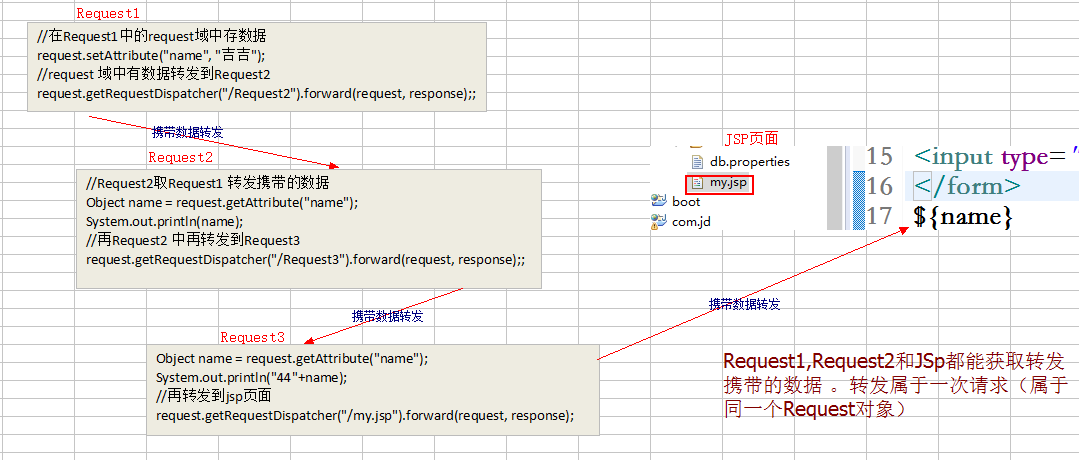 Request1
//在Request1中的request域中存数据
request.setAttribute("name", "吉吉");
//request 域中有数据转发到Request2
request.getRequestDispatcher("/Request2").forward(request, response);;
携带数据转发
Request2
//Request2取Request1 转发携带的数据
Object name = request.getAttribute("name");
System.out.println(name);
//再Request2 中再转发到Request3
request.getRequestDispatcher("/Request3").forward(request, response);;
携带数据转发
Request3
Object name = request.getAttribute("name");
System.out.println("44"+name);
//再转发到jsp页面
request.getRequestDispatcher("/my.jsp").forward(request, response);
携带数据转发
JSP页面
db.properties
my.jsp
boot
com.jd
15 <input type="
16 </form>
17 ${name}
Request1,Request2和JSp都能获取转发
携带的数据 。转发属于一次请求（属于
同一个Request对象）